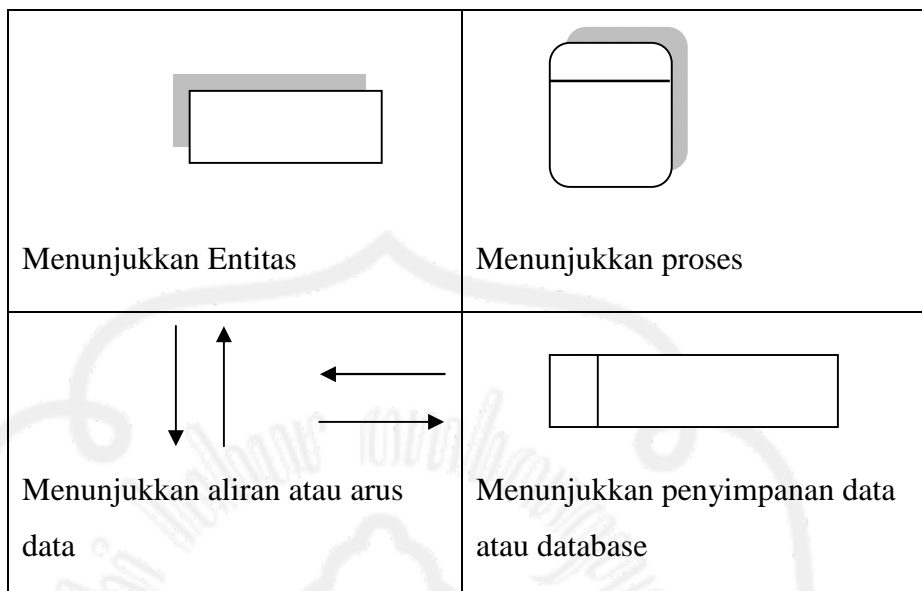 Menunjukkan Entitas
Menunjukkan proses
Menunjukkan aliran atau arus
data
Menunjukkan penyimpanan data
atau database